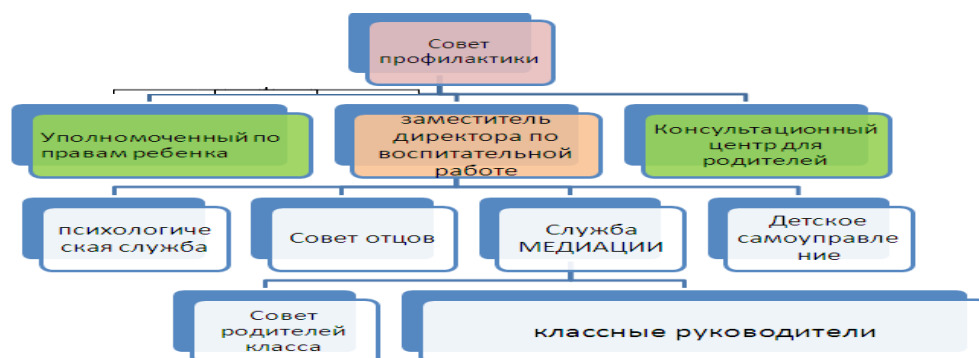 Совет
профилактики
Уполномоченный по
правам ребенка
заместитель
директора по
воспитательной
работе
Консультационный
центр для
родителей
психологиче
ская служба
Совет отцов
Служба
МЕДИАЦИИ
Детское
самоуправле
ние
Совет
родителей
класса
классные руководители